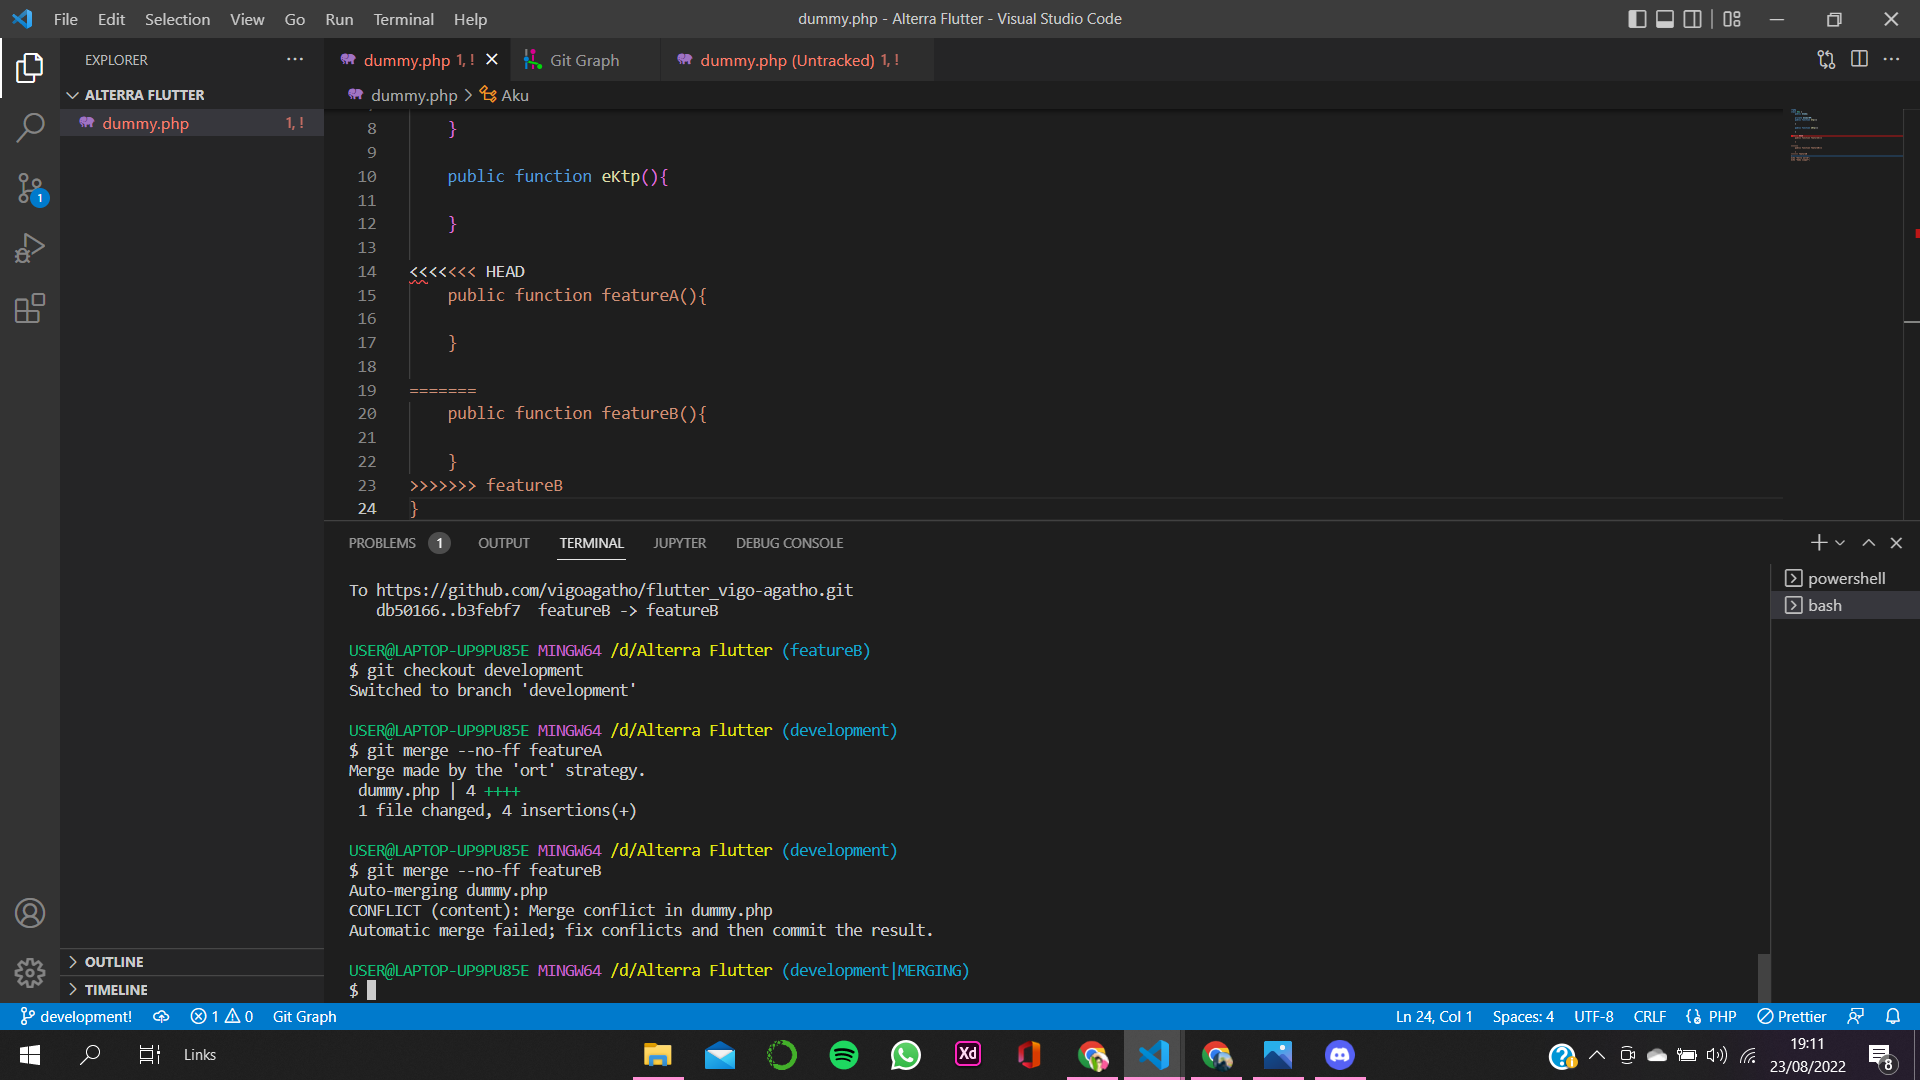 File Edit Selection View Go Run Terminal Help
dummy.php - Alterra Flutter - Visual Studio Code
EXPLORER
ALTERRA FLUTTER
dummy.php 1, !
1
OUTLINE
TIMELINE
dummy.php 1, !
Git Graph
dummy.php (Untracked) 1, !
dummy.php > Aku
8 }
9
10 public function eKtp(){
11
12 }
13
14 <<<<<<< HEAD
15 public function featureA(){
16
17 }
18
19 =======
20 public function featureB(){
21
22 }
23 >>>>>>> featureB
24 }
PROBLEMS 1 OUTPUT TERMINAL JUPYTER DEBUG CONSOLE
powershell
bash
To https://github.com/vigoagatho/flutter_vigo-agatho.git
db50166..b3febf7 featureB -> featureB
USER@LAPTOP-UP9PU85E MINGW64 /d/Alterra Flutter (featureB)
$ git checkout development
Switched to branch 'development'
USER@LAPTOP-UP9PU85E MINGW64 /d/Alterra Flutter (development)
$ git merge --no-ff featureA
Merge made by the 'ort' strategy.
dummy.php | 4 ++++
1 file changed, 4 insertions(+)
USER@LAPTOP-UP9PU85E MINGW64 /d/Alterra Flutter (development)
$ git merge --no-ff featureB
Auto-merging dummy.php
CONFLICT (content): Merge conflict in dummy.php
Automatic merge failed; fix conflicts and then commit the result.
USER@LAPTOP-UP9PU85E MINGW64 /d/Alterra Flutter (development|MERGING)
$
development! 1 0 Git Graph
Ln 24, Col 1 Spaces: 4 UTF-8 CRLF PHP Prettier
Links
Xd
19:11
23/08/2022
8